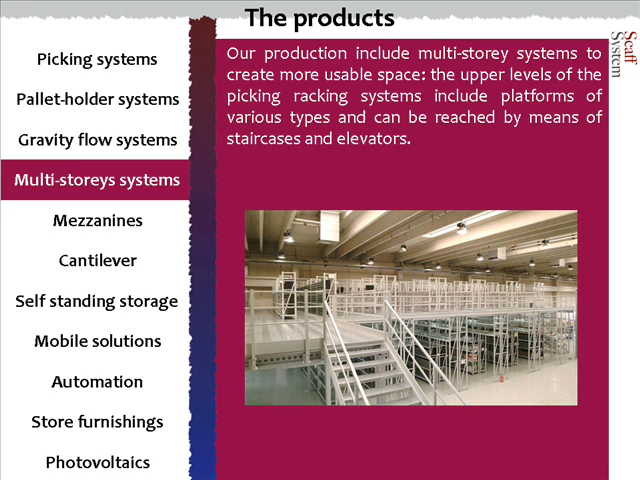 The products
Scaff
System
Picking systems
Pallet-holder systems
Gravity flow systems
Multi-storeys systems
Mezzanines
Cantilever
Self standing storage
Mobile solutions
Automation
Store furnishings
Photovoltaics
Our production include multi-storey systems to
create more usable space: the upper levels of the
picking racking systems include platforms of
various types and can be reached by means of
staircases and elevators.